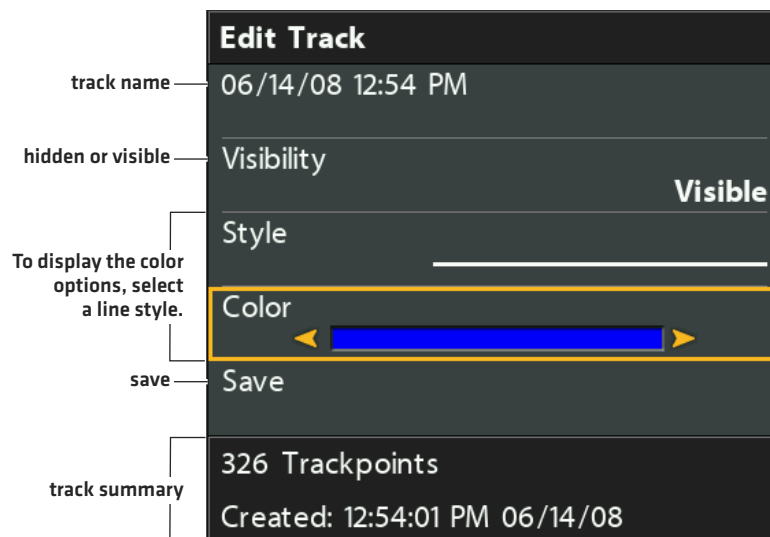 Edit Track
track name
06/14/08 12:54 PM
hidden or visible
Visibility
Visible
To display the color
options, select
a line style.
Style
Color
save
Save
track summary
326 Trackpoints
Created: 12:54:01 PM 06/14/08